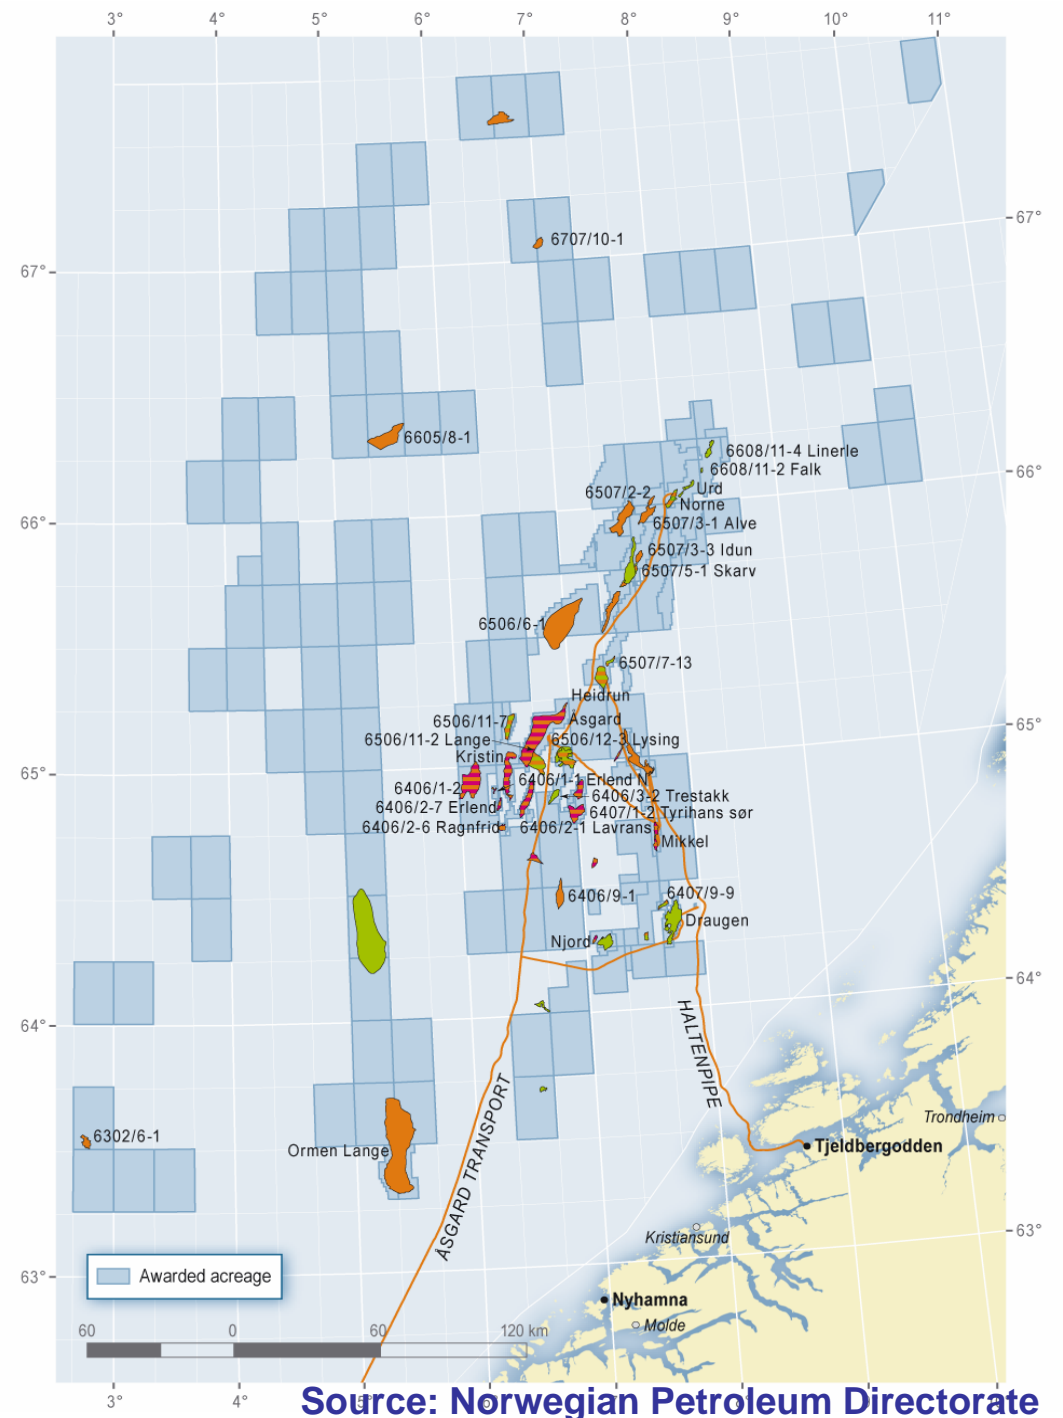 3° 4° 5° 6° 7° 8° 9° 10° 11°
67°
6707/10-1
67°
6605/8-1
6608/11-4 Linerle
66°
6608/11-2 Falk
6507/2-2
Urd
Norne
66°
6507/3-1 Alve
6507/3-3 Idun
6507/5-1 Skarv
6506/6-1
6507/7-13
Heidrun
6506/11-7
Åsgard
65°
6506/11-2 Lange
6506/12-3 Lysing
Kristin
65°
6406/1-1 Erlend N
6406/1-2
6406/3-2 Trestakk
6406/2-7 Erlend
6407/1-2 Tyrihans sør
6406/2-6 Ragnfrid
6406/2-1 Lavrans
Mikkel
6406/9-1
6407/9-9
Draugen
Njord
64°
64°
HALTENPIPE
ÅSGARD TRANSPORT
Trondheim
6302/6-1
Tjeldbergodden
Ormen Lange
63°
Kristiansund
63°
Awarded acreage
Nyhamna
Molde
60 0 60 120 km
3° 4° 5°
Source: Norwegian Petroleum Directorate